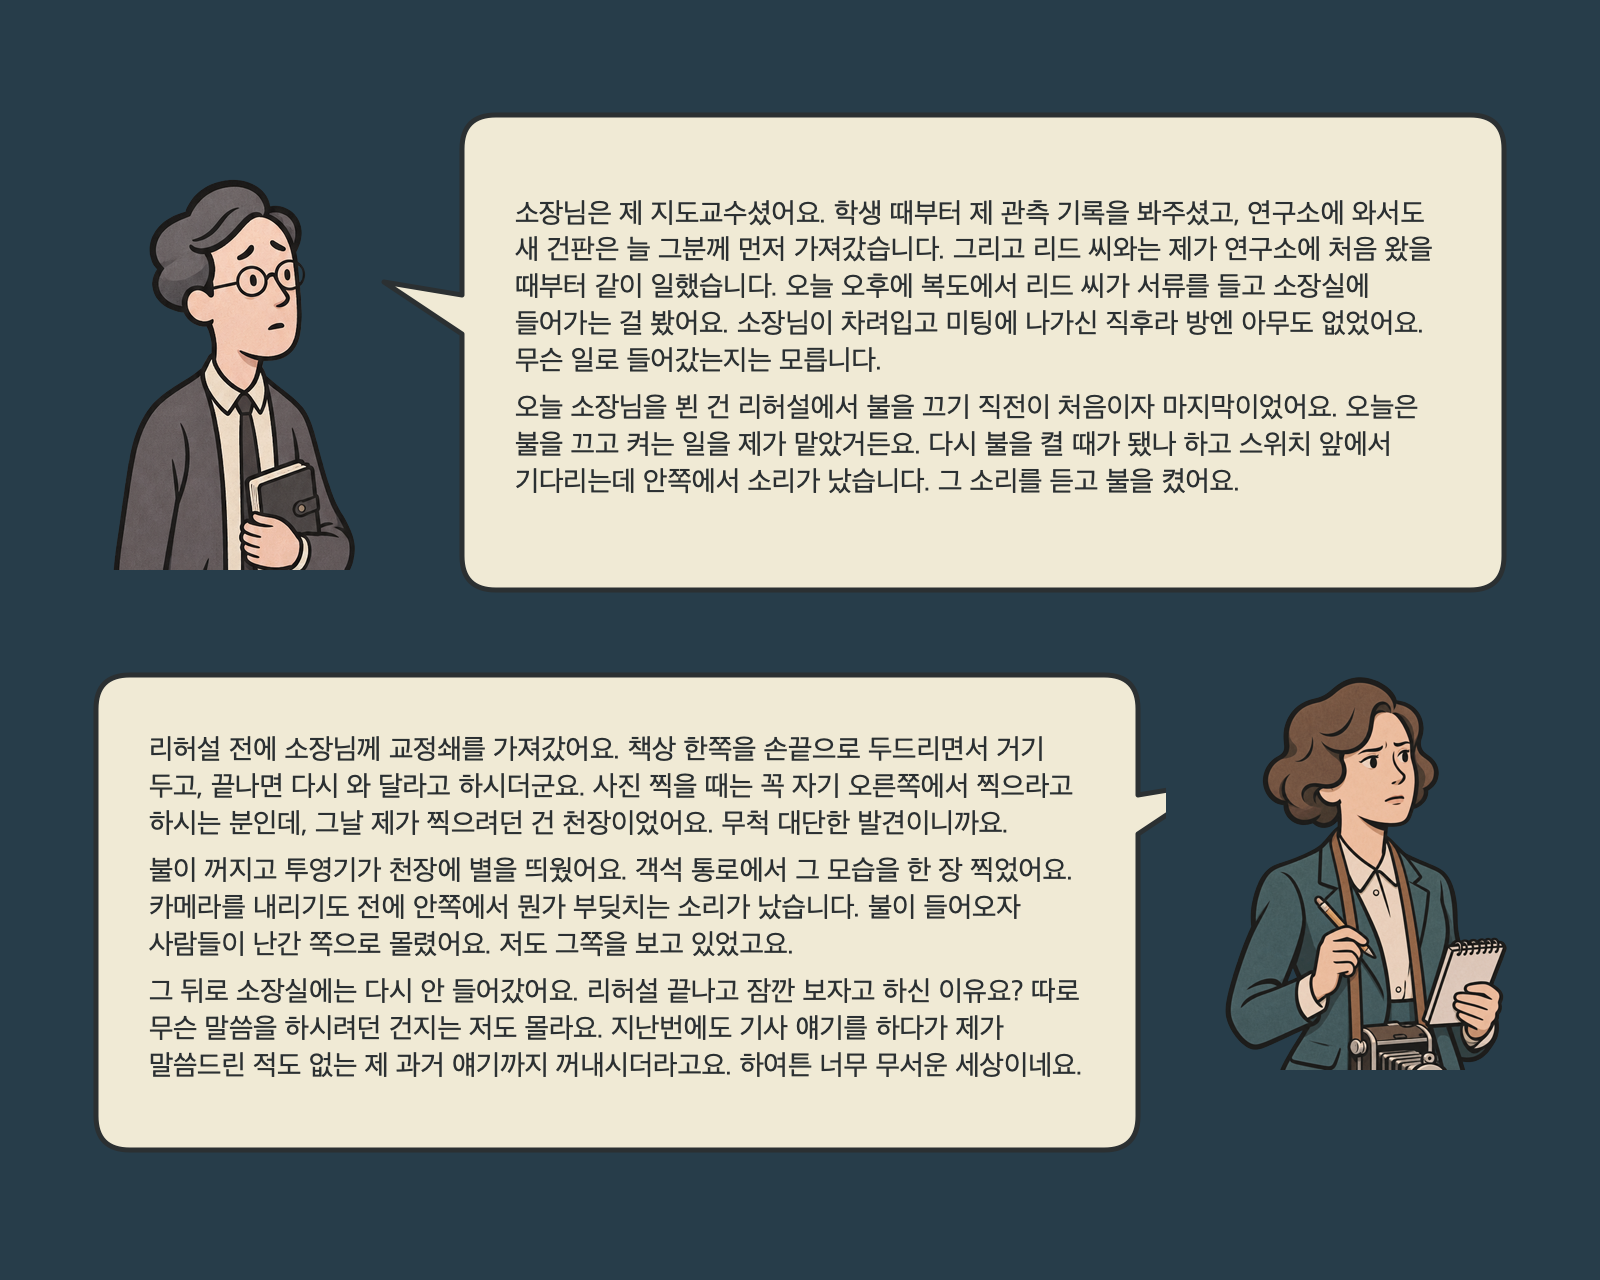 소장님은 제 지도교수셨어요. 학생 때부터 제 관측 기록을 봐주셨고, 연구소에 와서도
새 건판은 늘 그분께 먼저 가져갔습니다. 그리고 리드 씨와는 제가 연구소에 처음 왔을
때부터 같이 일했습니다. 오늘 오후에 복도에서 리드 씨가 서류를 들고 소장실에
들어가는 걸 봤어요. 소장님이 차려입고 미팅에 나가신 직후라 방엔 아무도 없었어요.
무슨 일로 들어갔는지는 모릅니다.
오늘 소장님을 뵌 건 리허설에서 불을 끄기 직전이 처음이자 마지막이었어요. 오늘은
불을 끄고 켜는 일을 제가 맡았거든요. 다시 불을 켤 때가 됐나 하고 스위치 앞에서
기다리는데 안쪽에서 소리가 났습니다. 그 소리를 듣고 불을 켰어요.
리허설 전에 소장님께 교정쇄를 가져갔어요. 책상 한쪽을 손끝으로 두드리면서 거기
두고, 끝나면 다시 와 달라고 하시더군요. 사진 찍을 때는 꼭 자기 오른쪽에서 찍으라고
하시는 분인데, 그날 제가 찍으려던 건 천장이었어요. 무척 대단한 발견이니까요.
불이 꺼지고 투영기가 천장에 별을 띄웠어요. 객석 통로에서 그 모습을 한 장 찍었어요.
카메라를 내리기도 전에 안쪽에서 뭔가 부딪치는 소리가 났습니다. 불이 들어오자
사람들이 난간 쪽으로 몰렸어요. 저도 그쪽을 보고 있었고요.
그 뒤로 소장실에는 다시 안 들어갔어요. 리허설 끝나고 잠깐 보자고 하신 이유요? 따로
무슨 말씀을 하시려던 건지는 저도 몰라요. 지난번에도 기사 얘기를 하다가 제가
말씀드린 적도 없는 제 과거 얘기까지 꺼내시더라고요. 하여튼 너무 무서운 세상이네요.